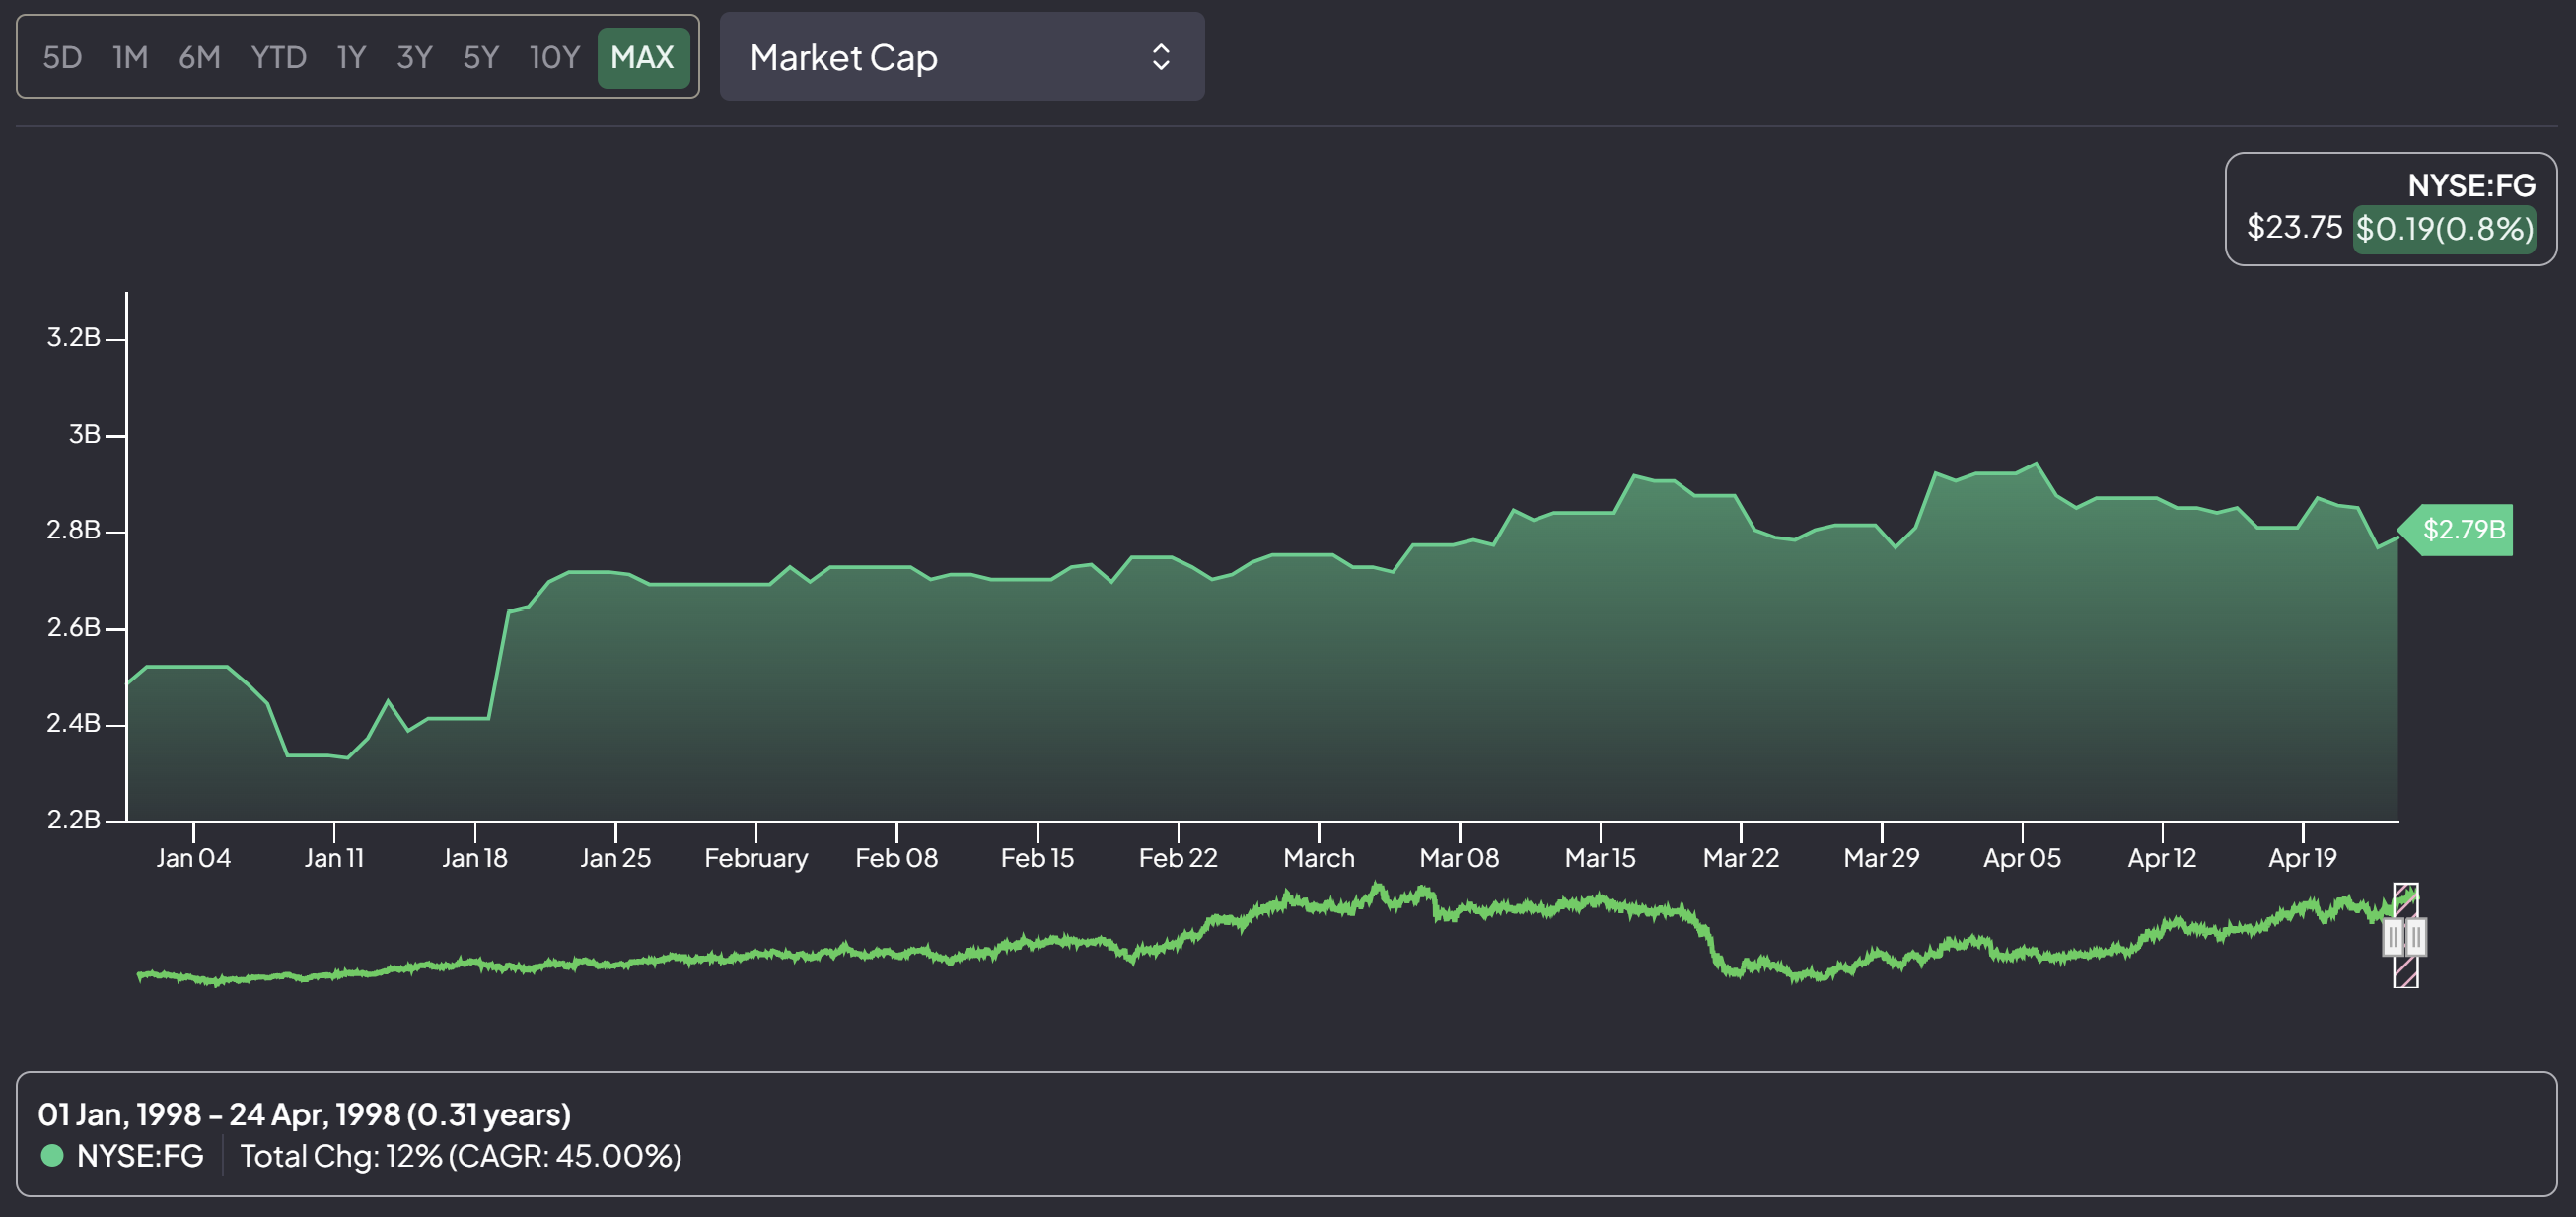 5D 1M 6M YTD 1Y 3Y 5Y 10Y MAX
Market Cap
NYSE:FG
$23.75 $0.19(0.8%)
3.2B
3B
2.8B
2.6B
2.4B
2.2B
$2.79B
Jan 04 Jan 11 Jan 18 Jan 25 February Feb 08 Feb 15 Feb 22 March Mar 08 Mar 15 Mar 22 Mar 29 Apr 05 Apr 12 Apr 19
01 Jan, 1998 - 24 Apr, 1998 (0.31 years)
NYSE:FG Total Chg: 12% (CAGR: 45.00%)